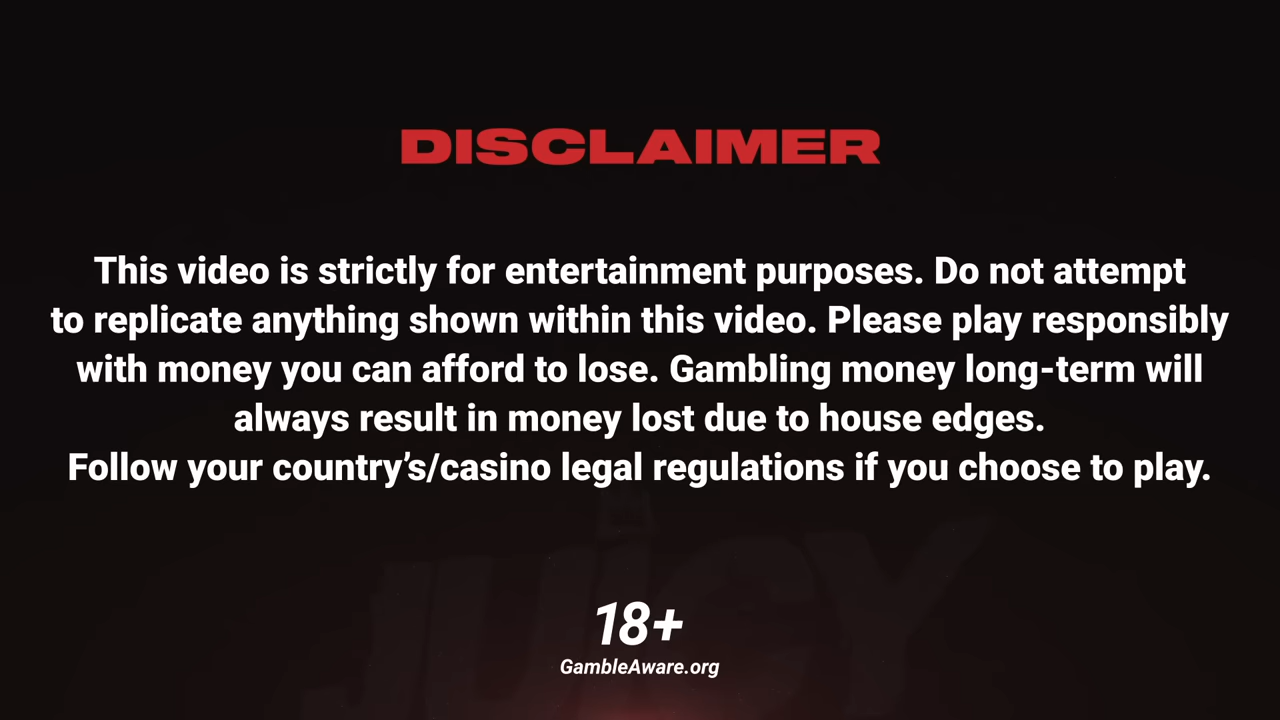 DISCLAIMER
This video is strictly for entertainment purposes. Do not attempt
to replicate anything shown within this video. Please play responsibly
with money you can afford to lose. Gambling money long-term will
always result in money lost due to house edges.
Follow your country’s/casino legal regulations if you choose to play.
JUICY
18+
GambleAware.org